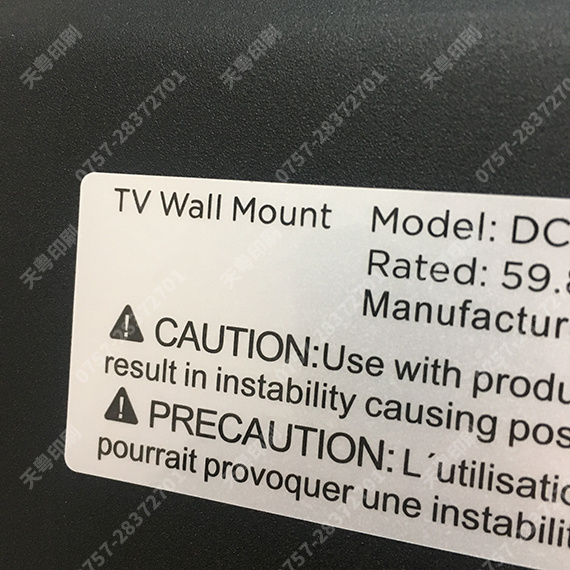 TV Wall Mount
Model: DC
Rated: 59.8
Manufactur
CAUTION:Use with produ
result in instability causing pos
PRECAUTION: L´utilisatio
pourrait provoquer une instabilit
天粤印刷
0757-28372701